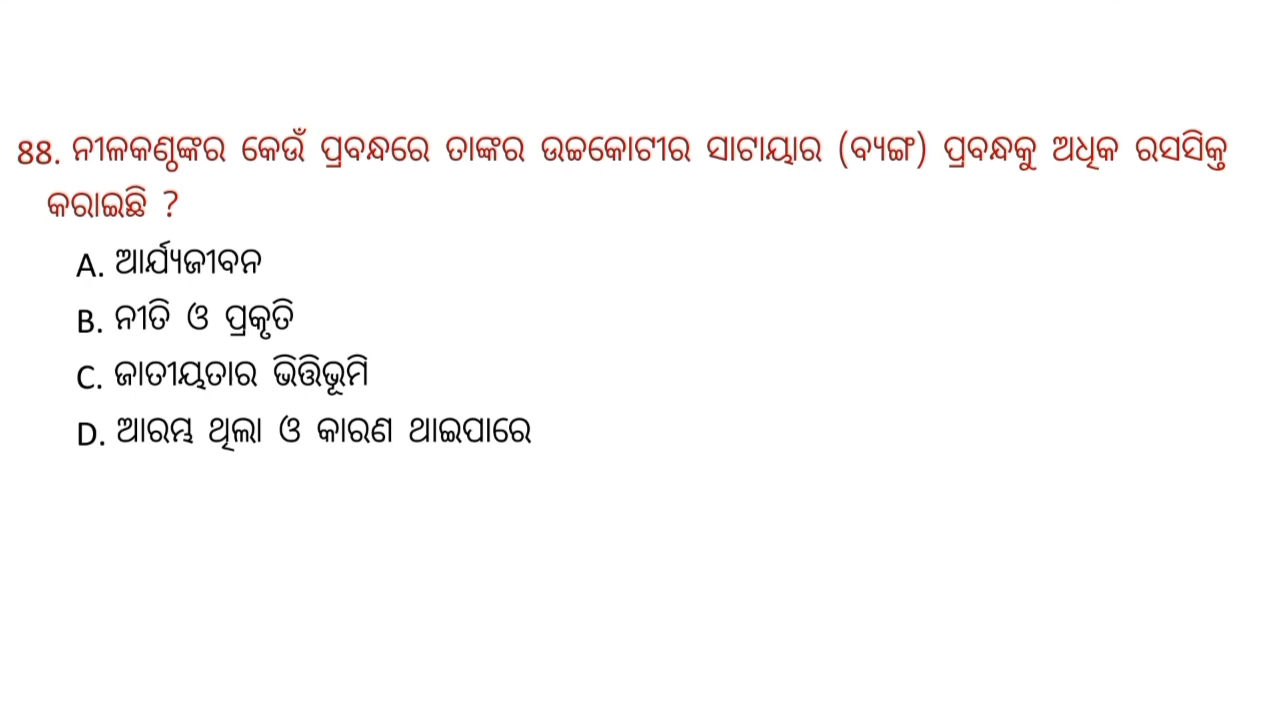 88. ନୀଳକଣ୍ଠଙ୍କର କେଉଁ ପ୍ରବନ୍ଧରେ ତାଙ୍କର ଉଚ୍ଚକୋଟୀର ସାଟାୟାର (ବ୍ୟଙ୍ଗ) ପ୍ରବନ୍ଧକୁ ଅଧିକ ରସସିକ୍ତ
କରାଇଛି ?
A. ଆର୍ଯ୍ୟଜୀବନ
B. ନୀତି ଓ ପ୍ରକୃତି
C. ଜାତୀୟତାର ଭିତ୍ତିଭୂମି
D. ଆରମ୍ଭ ଥିଲା ଓ କାରଣ ଥାଇପାରେ